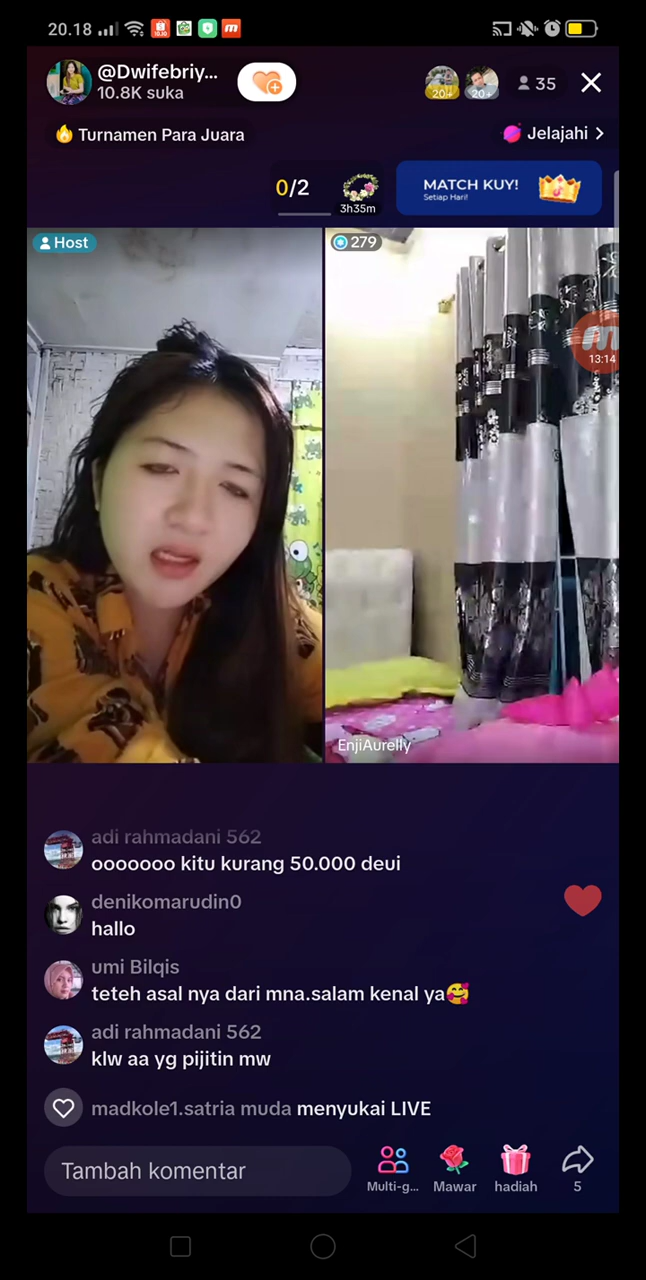 20.18
@Dwifebriy...
10.8K suka
20+
20+
35
Turnamen Para Juara
Jelajahi >
0/2
3h35m
MATCH KUY!
Setiap Hari!
Host
279
13:14
EnjiAurelly
adi rahmadani 562
ooooooo kitu kurang 50.000 deui
denikomarudin0
hallo
umi Bilqis
teteh asal nya dari mna.salam kenal ya🥰
adi rahmadani 562
klw aa yg pijitin mw
madkole1.satria muda menyukai LIVE
Tambah komentar
Multi-g...
Mawar
hadiah
5